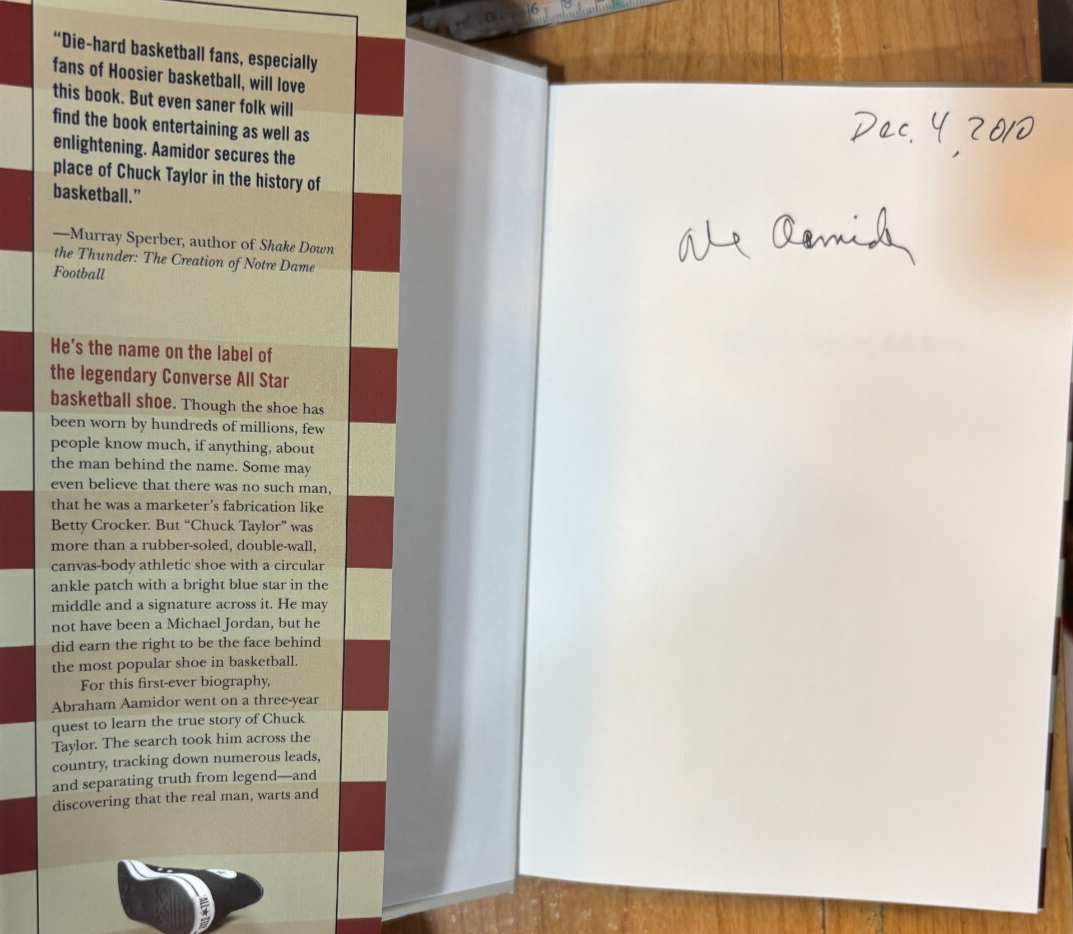 “Die-hard basketball fans, especially
fans of Hoosier basketball, will love
this book. But even saner folk will
find the book entertaining as well as
enlightening. Aamidor secures the
place of Chuck Taylor in the history of
basketball.”
—Murray Sperber, author of Shake Down
the Thunder: The Creation of Notre Dame
Football
He’s the name on the label of
the legendary Converse All Star
basketball shoe. Though the shoe has
been worn by hundreds of millions, few
people know much, if anything, about
the man behind the name. Some may
even believe that there was no such man,
that he was a marketer’s fabrication like
Betty Crocker. But “Chuck Taylor” was
more than a rubber-soled, double-wall,
canvas-body athletic shoe with a circular
ankle patch with a bright blue star in the
middle and a signature across it. He may
not have been a Michael Jordan, but he
did earn the right to be the face behind
the most popular shoe in basketball.
For this first-ever biography,
Abraham Aamidor went on a three-year
quest to learn the true story of Chuck
Taylor. The search took him across the
country, tracking down numerous leads,
and separating truth from legend—and
discovering that the real man, warts and
ALL★STAR
Dec. 4, 2010
Abe Aamidor
6